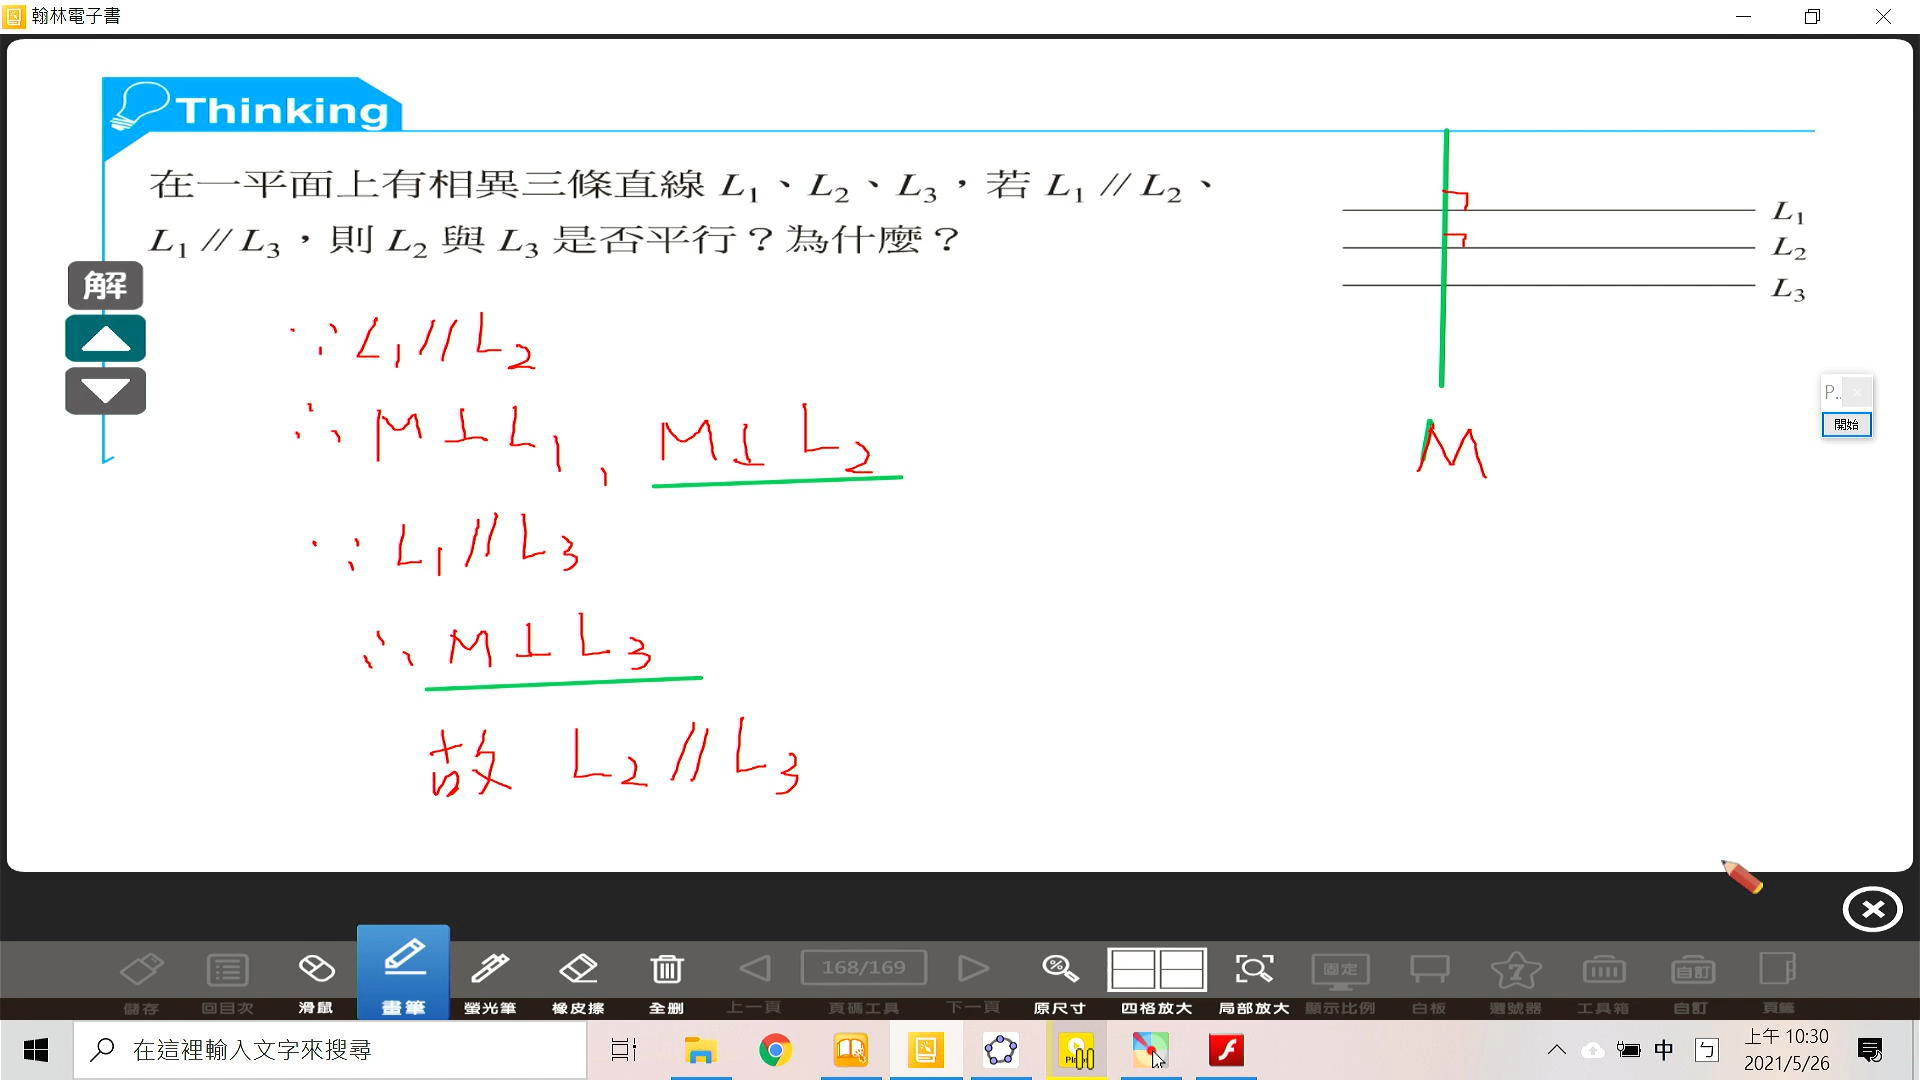 翰林電子書
Thinking
在一平面上有相異三條直線 L₁、L₂、L₃，若 L₁ // L₂、
L₁ // L₃，則 L₂ 與 L₃ 是否平行？為什麼？
L₁
L₂
L₃
解
∵ L₁ // L₂
∴ M ⊥ L₁, M ⊥ L₂
∵ L₁ // L₃
∴ M ⊥ L₃
故 L₂ // L₃
M
P..
開始
168/169
固定
自訂
儲存 回目次 滑鼠 畫筆 螢光筆 橡皮擦 全刪 上一頁 頁碼工具 下一頁 原尺寸 四格放大 局部放大 顯示比例 白板 選號器 工具箱 自訂 頁籤
在這裡輸入文字來搜尋
中
ㄅ
上午 10:30
2021/5/26